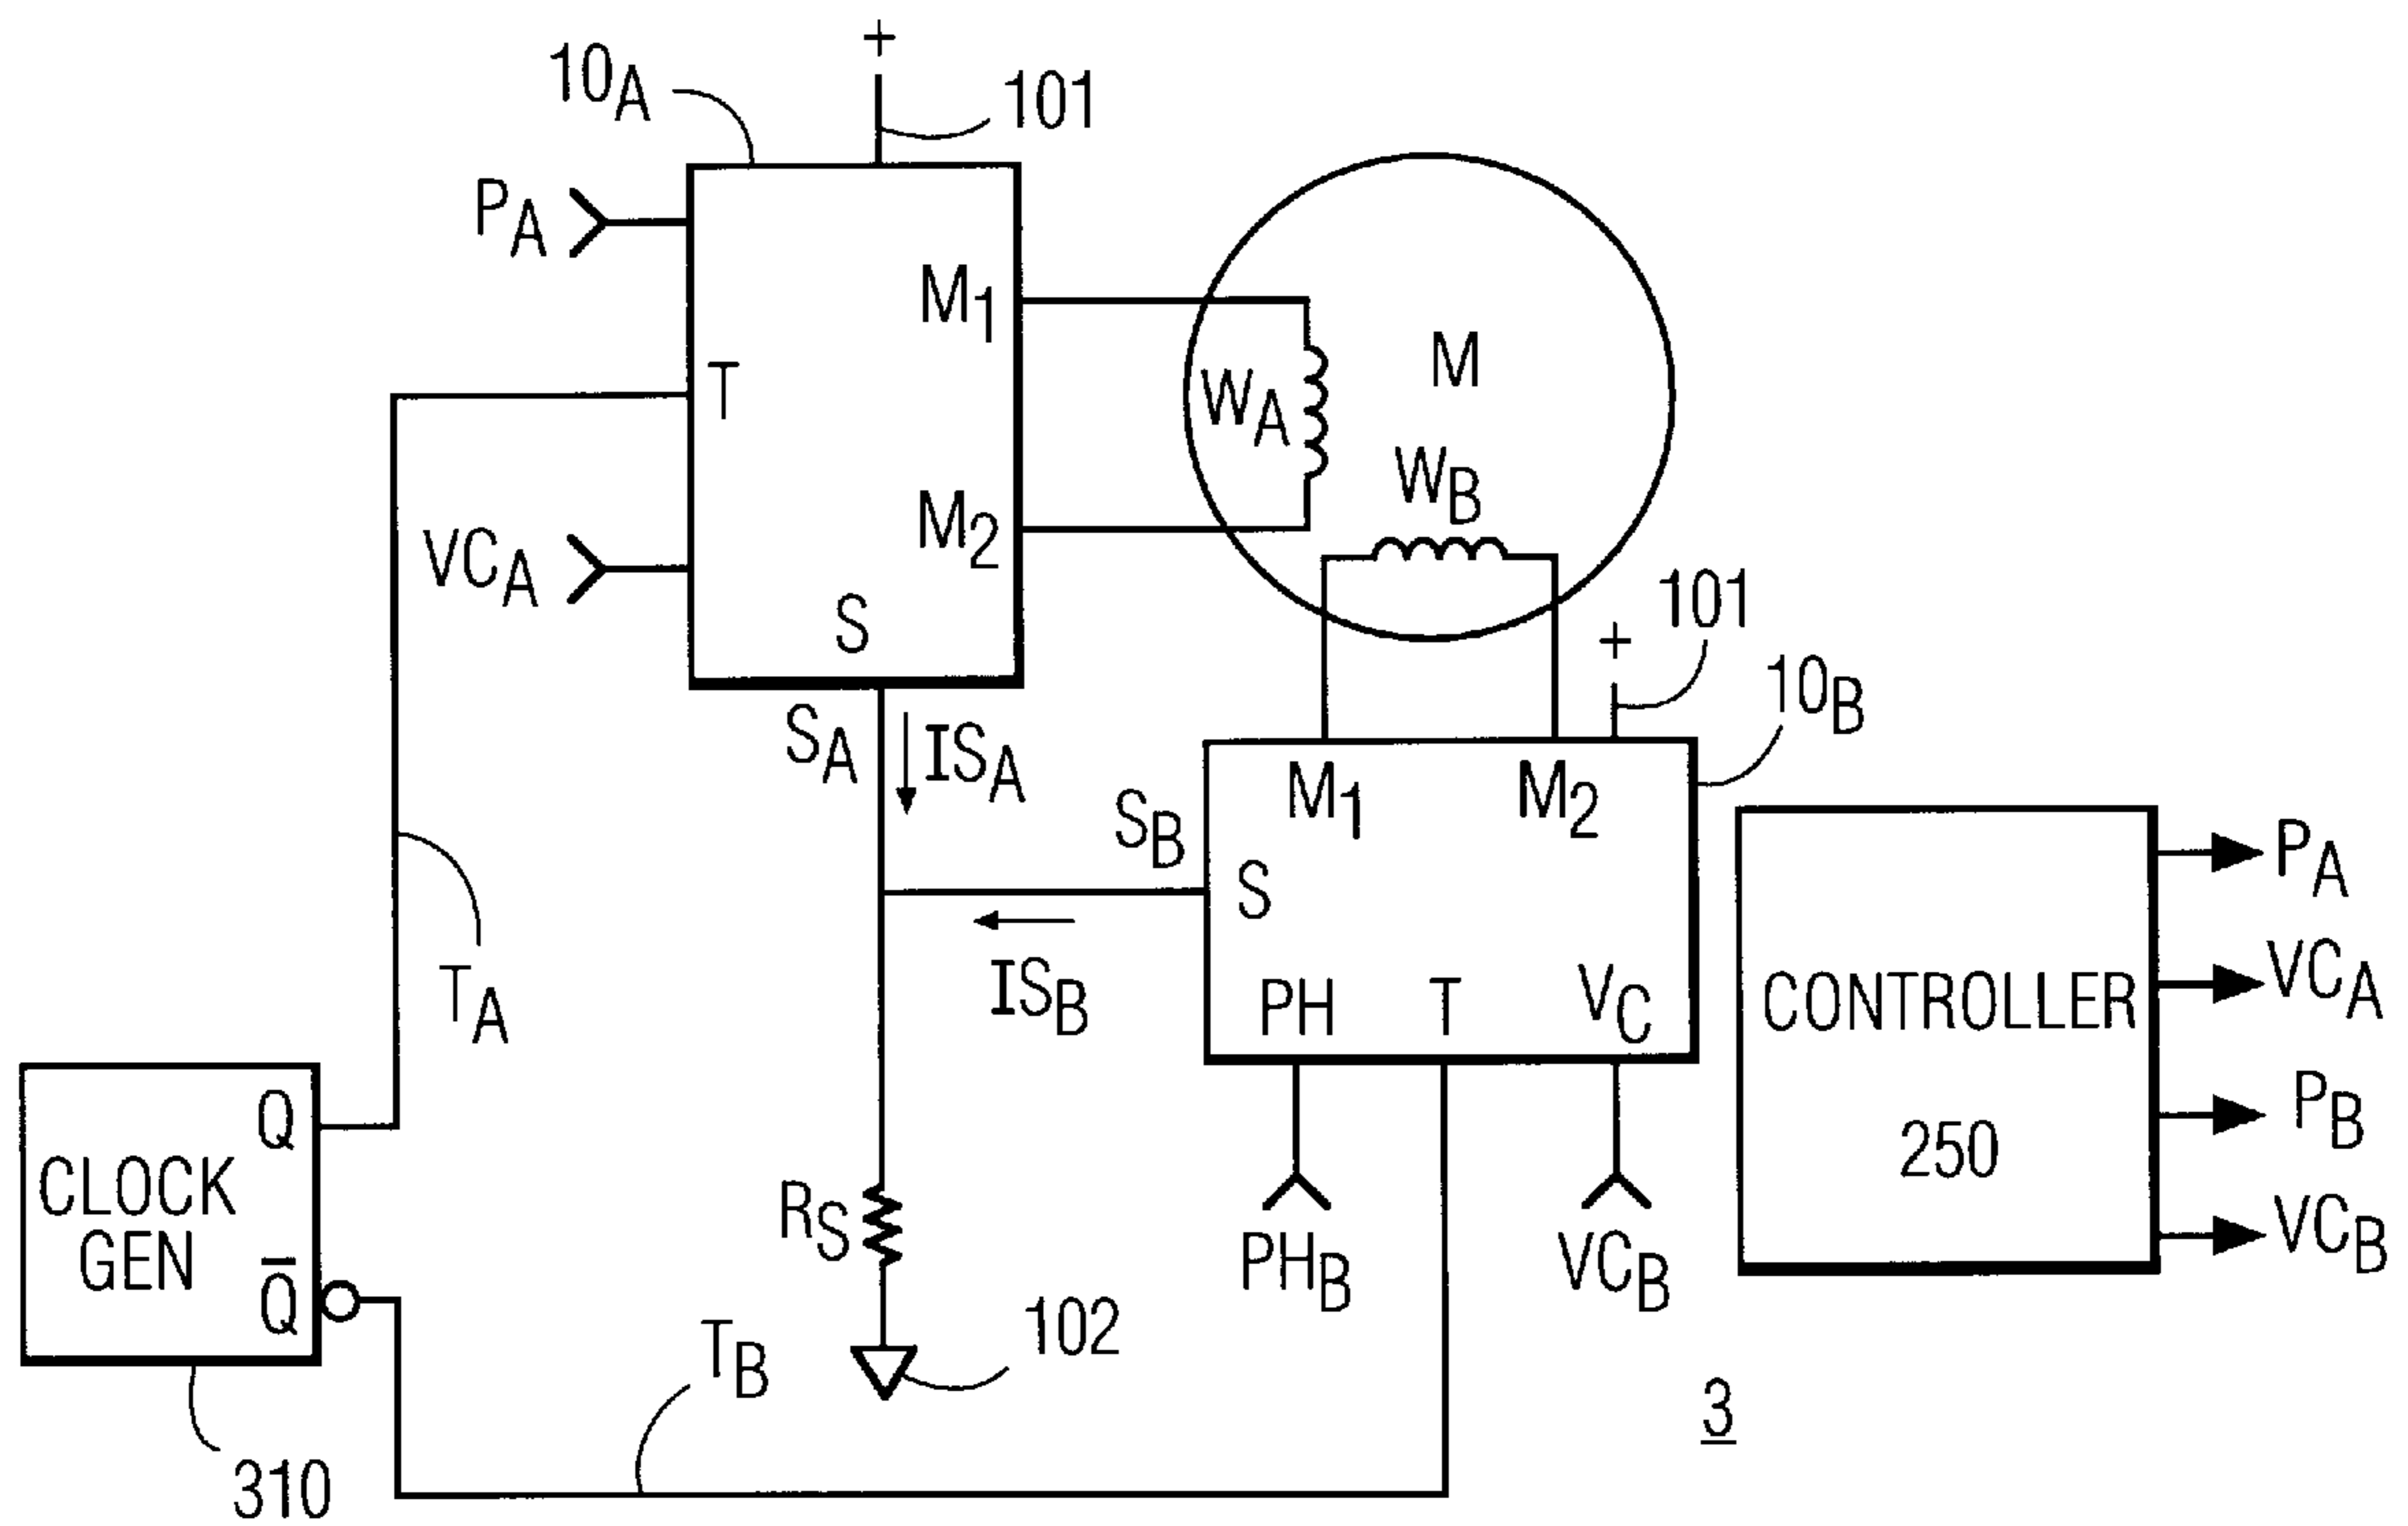 +
10A
101
PA
M1
T
WA
M
M2
WB
VCA
S
+
101
10B
SA
ISA
M1
M2
SB
S
PA
ISB
PH
T
VC
CONTROLLER
250
VCA
PB
VCB
TA
Q
CLOCK
GEN
Q̅
RS
PHB
VCB
102
TB
3
310